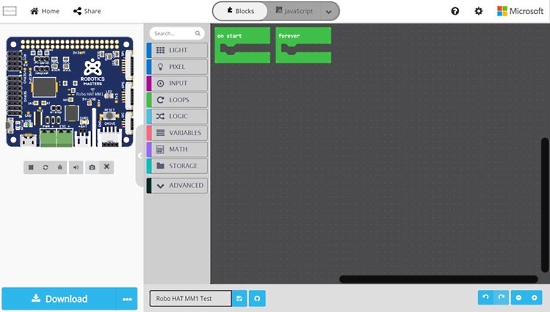 Home
Share
Blocks
JavaScript
Microsoft
Search...
on start
forever
LIGHT
PIXEL
INPUT
LOOPS
LOGIC
VARIABLES
MATH
STORAGE
ADVANCED
ROBOTICS
MASTERS
Robo HAT MM1
Download
Robo HAT MM1 Test